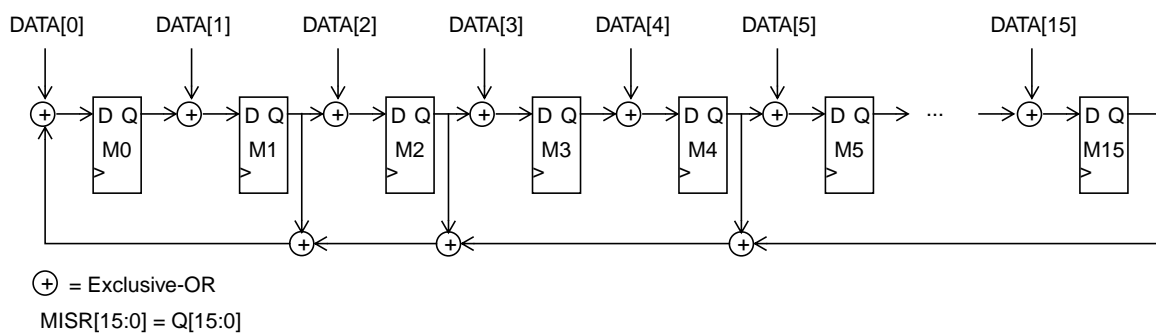 DATA[0] DATA[1] DATA[2] DATA[3] DATA[4] DATA[5] DATA[15]
D Q D Q D Q D Q D Q D Q ... D Q
M0 M1 M2 M3 M4 M5 M15
= Exclusive-OR
MISR[15:0] = Q[15:0]